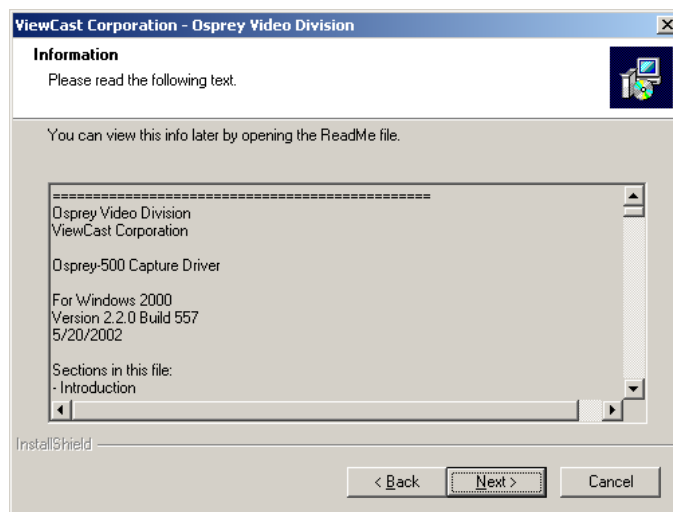 ViewCast Corporation - Osprey Video Division
Information
Please read the following text.
You can view this info later by opening the ReadMe file.
===============================================
Osprey Video Division
ViewCast Corporation
Osprey-500 Capture Driver
For Windows 2000
Version 2.2.0 Build 557
5/20/2002
Sections in this file:
- Introduction
InstallShield
< Back
Next >
Cancel